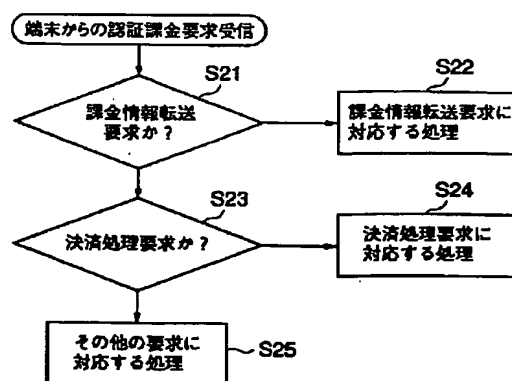 端末からの認証課金要求受信
S21
課金情報転送
要求か？
S22
課金情報転送要求に
対応する処理
S23
決済処理要求か？
S24
決済処理要求に
対応する処理
その他の要求に
対応する処理
S25